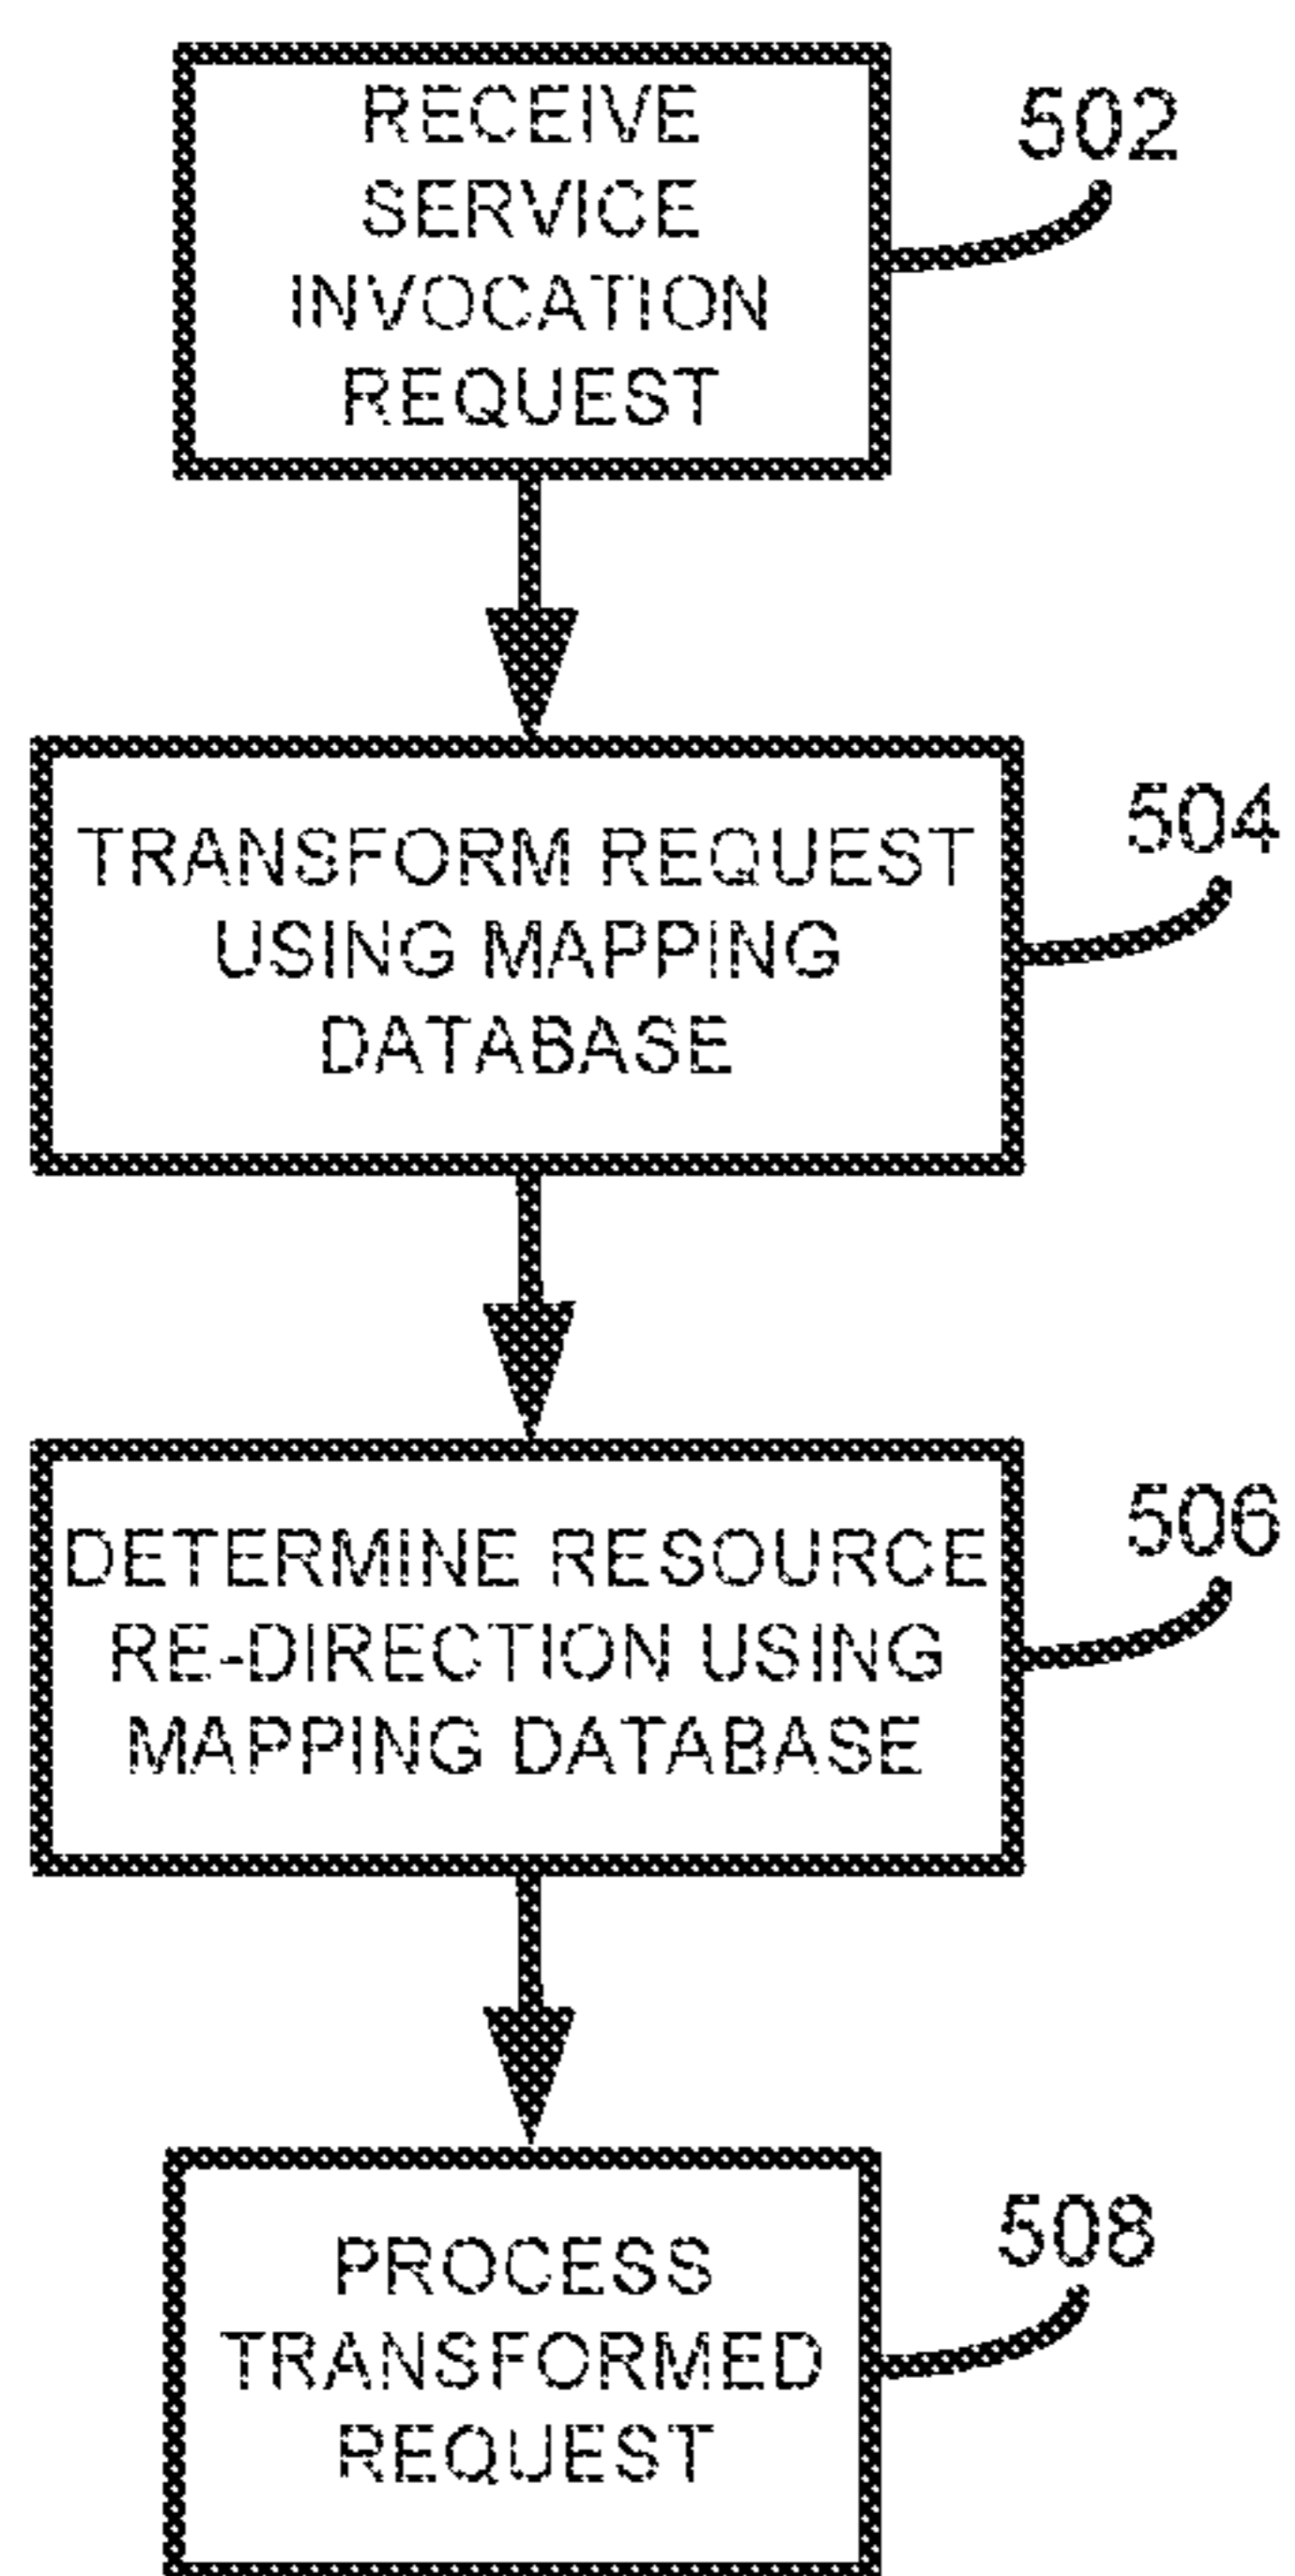 RECEIVE
SERVICE
INVOCATION
REQUEST
502
TRANSFORM REQUEST
USING MAPPING
DATABASE
504
DETERMINE RESOURCE
RE-DIRECTION USING
MAPPING DATABASE
506
PROCESS
TRANSFORMED
REQUEST
508